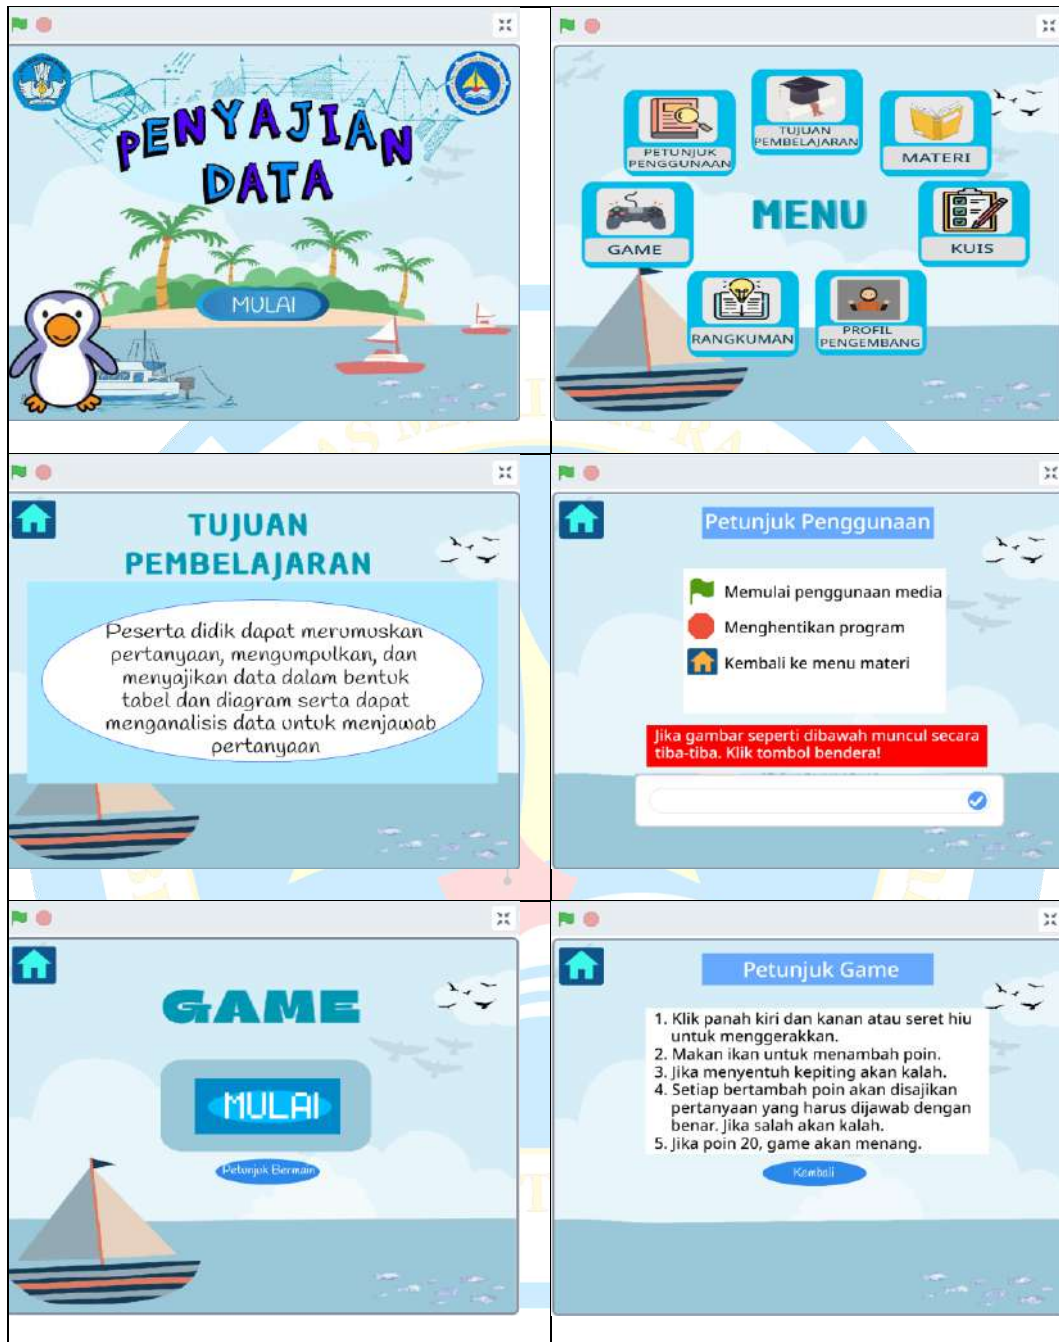 PENYAJIAN
DATA
MULAI
PETUNJUK
PENGGUNAAN
TUJUAN
PEMBELAJARAN
MATERI
GAME
MENU
KUIS
RANGKUMAN
PROFIL
PENGEMBANG
TUJUAN
PEMBELAJARAN
Peserta didik dapat merumuskan
pertanyaan, mengumpulkan, dan
menyajikan data dalam bentuk
tabel dan diagram serta dapat
menganalisis data untuk menjawab
pertanyaan
Petunjuk Penggunaan
Memulai penggunaan media
Menghentikan program
Kembali ke menu materi
Jika gambar seperti dibawah muncul secara
tiba-tiba. Klik tombol bendera!
GAME
MULAI
Petunjuk Bermain
Petunjuk Game
1. Klik panah kiri dan kanan atau seret hiu
untuk menggerakkan.
2. Makan ikan untuk menambah poin.
3. Jika menyentuh kepiting akan kalah.
4. Setiap bertambah poin akan disajikan
pertanyaan yang harus dijawab dengan
benar. Jika salah akan kalah.
5. Jika poin 20, game akan menang.
Kembali